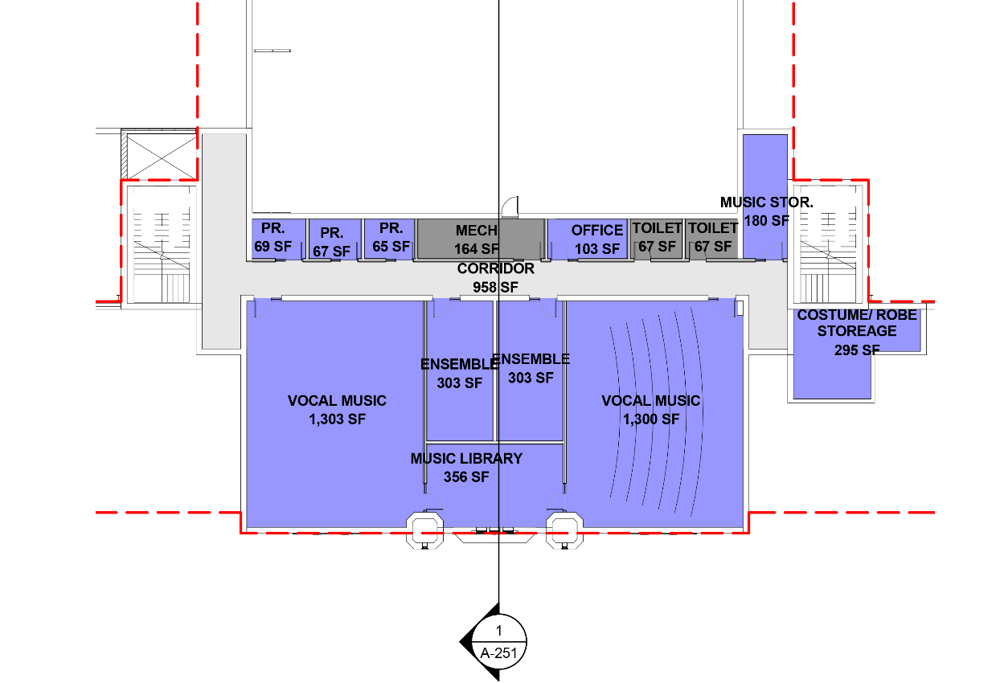 MUSIC STOR.
180 SF
PR.
69 SF
PR.
67 SF
PR.
65 SF
MECH
164 SF
OFFICE
103 SF
TOILET
67 SF
TOILET
67 SF
CORRIDOR
958 SF
COSTUME/ ROBE
STOREAGE
295 SF
VOCAL MUSIC
1,303 SF
ENSEMBLE
303 SF
ENSEMBLE
303 SF
VOCAL MUSIC
1,300 SF
MUSIC LIBRARY
356 SF
1
A-251